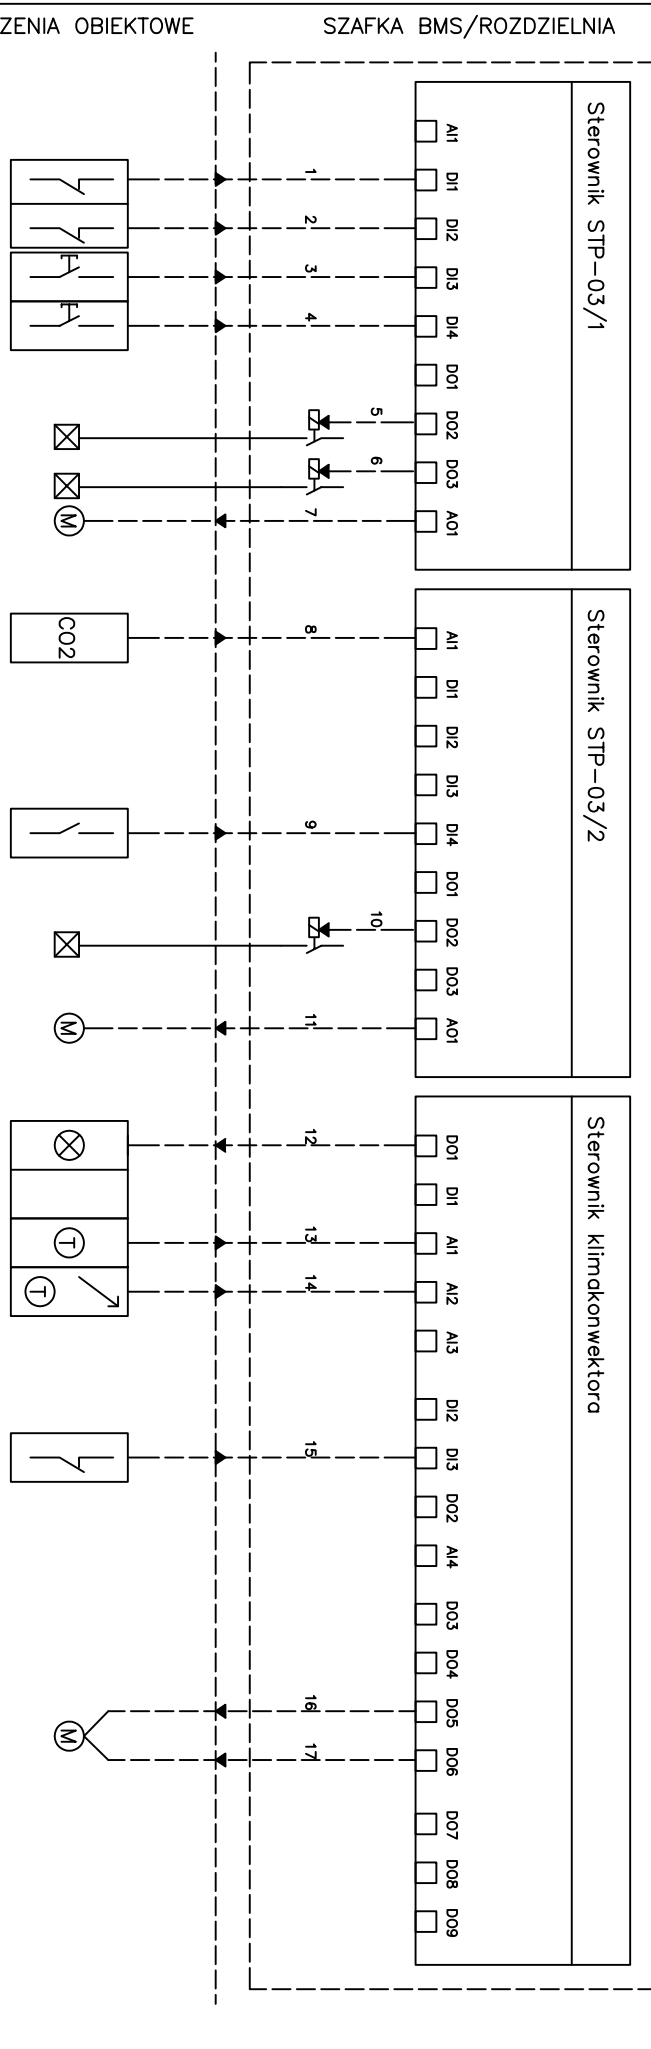 ZENIA OBIEKTOWE
SZAFKA BMS/ROZDZIELNIA
Sterownik STP-03/1
AI1
DI1
DI2
DI3
DI4
DO1
DO2
DO3
AO1
1
2
3
4
5
6
7
M
Sterownik STP-03/2
AI1
DI1
DI2
DI3
DI4
DO1
DO2
DO3
AO1
8
9
10
11
CO2
M
Sterownik klimakonwektora
DO1
DI1
AI1
AI2
AI3
DI2
DI3
DO2
AI4
DO3
DO4
DO5
DO6
DO7
DO8
DO9
12
13
14
15
16
17
T
T
M